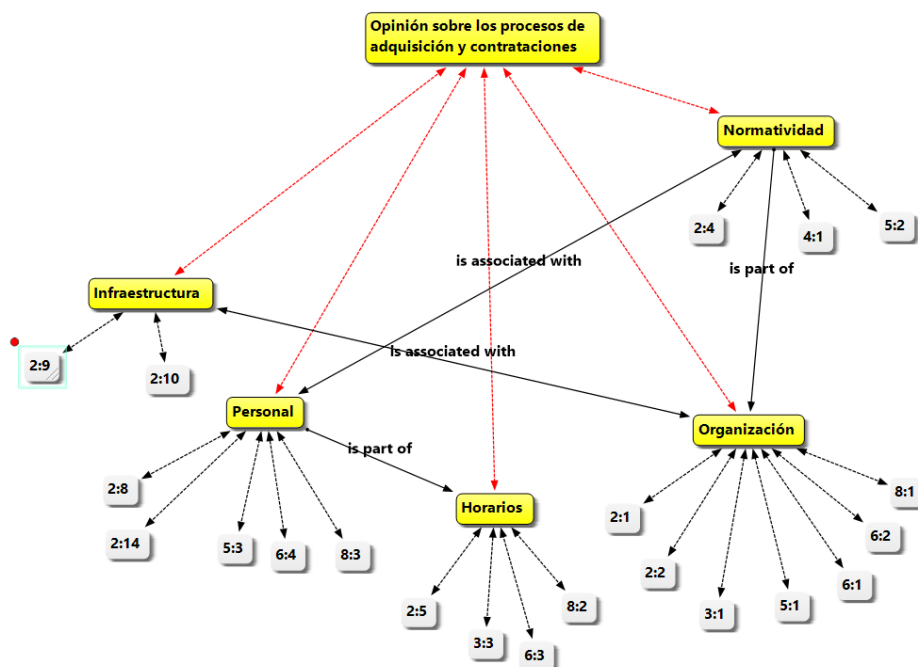 Opinión sobre los procesos de
adquisición y contrataciones
Normatividad
2:4
4:1
5:2
is associated with
is part of
Infraestructura
is associated with
2:9
2:10
Personal
is part of
Organización
2:8
2:14
5:3
6:4
8:3
Horarios
2:5
3:3
6:3
8:2
2:1
2:2
3:1
5:1
6:1
6:2
8:1